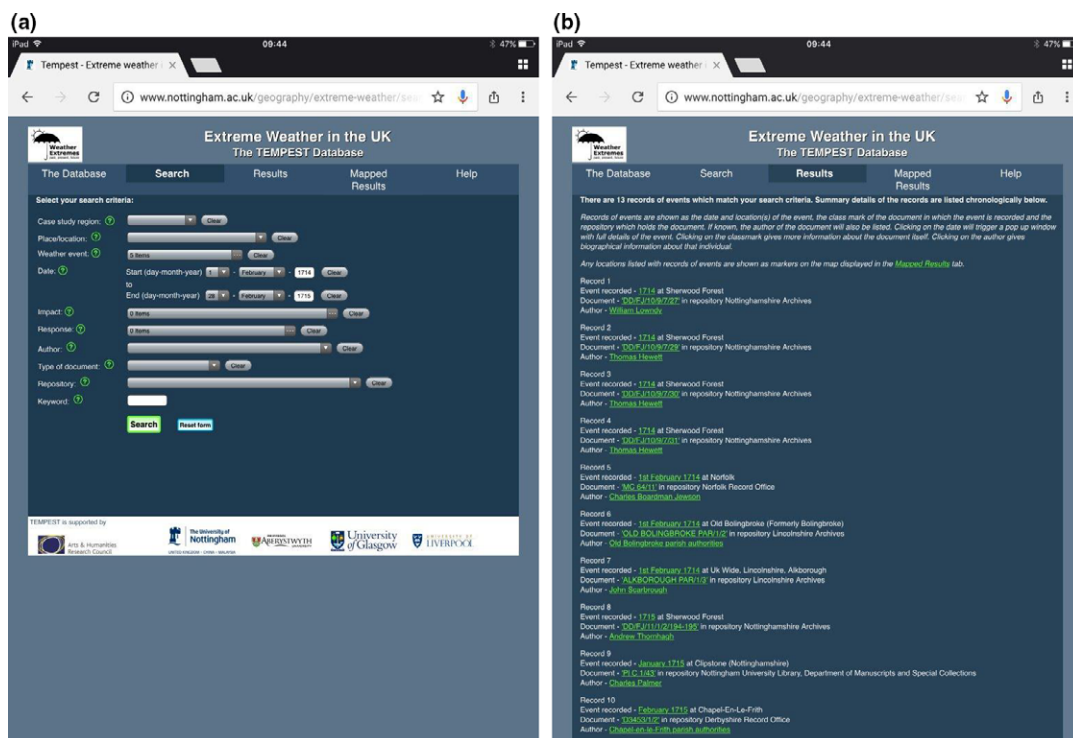 (a)
iPad
09:44
47%
Tempest - Extreme weather
www.nottingham.ac.uk/geography/extreme-weather/sea
Weather
Extremes
Extreme Weather in the UK
The TEMPEST Database
The Database
Search
Results
Mapped
Results
Help
Select your search criteria:
Case study region:
Clear
Place/location:
Clear
Weather event:
5 items
Clear
Date:
Start (day-month-year) 1 - February - 1714 Clear
to
End (day-month-year) 28 - February - 1715 Clear
Impact:
0 items
Clear
Response:
0 items
Clear
Author:
Clear
Type of document:
Clear
Repository:
Clear
Keyword:
Search
Reset form
TEMPEST is supported by
Arts & Humanities
Research Council
The University of
Nottingham
UNITED KINGDOM · CHINA · MALAYSIA
ABERYSTWYTH
University
of Glasgow
UNIVERSITY OF
LIVERPOOL
(b)
iPad
09:44
47%
Tempest - Extreme weather
www.nottingham.ac.uk/geography/extreme-weather/sea
Weather
Extremes
Extreme Weather in the UK
The TEMPEST Database
The Database
Search
Results
Mapped
Results
Help
There are 13 records of events which match your search criteria. Summary details of the records are listed chronologically below.
Records of events are shown as the date and location(s) of the event, the class mark of the document in which the event is recorded and the
repository which holds the document. If known, the author of the document will also be listed. Clicking on the date will trigger a pop up window
with full details of the event. Clicking on the classmark gives more information about the document itself. Clicking on the author gives
biographical information about that individual.
Any locations listed with records of events are shown as markers on the map displayed in the Mapped Results tab.
Record 1
Event recorded - 1714 at Sherwood Forest
Document - 'DD/FJ/10/9/7/27' in repository Nottinghamshire Archives
Author - William Lowndy
Record 2
Event recorded - 1714 at Sherwood Forest
Document - 'DD/FJ/10/9/7/29' in repository Nottinghamshire Archives
Author - Thomas Hewett
Record 3
Event recorded - 1714 at Sherwood Forest
Document - 'DD/FJ/10/9/7/30' in repository Nottinghamshire Archives
Author - Thomas Hewett
Record 4
Event recorded - 1714 at Sherwood Forest
Document - 'DD/FJ/10/9/7/31' in repository Nottinghamshire Archives
Author - Thomas Hewett
Record 5
Event recorded - 1st February 1714 at Norfolk
Document - 'MC 64/11' in repository Norfolk Record Office
Author - Charles Boardman Jewson
Record 6
Event recorded - 1st February 1714 at Old Bolingbroke (Formerly Bolingbroke)
Document - 'OLD BOLINGBROKE PAR/1/2' in repository Lincolnshire Archives
Author - Old Bolingbroke parish authorities
Record 7
Event recorded - 1st February 1714 at Uk Wide, Lincolnshire, Alkborough
Document - 'ALKBOROUGH PAR/1/3' in repository Lincolnshire Archives
Author - John Scarbrough
Record 8
Event recorded - 1715 at Sherwood Forest
Document - 'DD/FJ/11/1/2/194-195' in repository Nottinghamshire Archives
Author - Andrew Thornhagh
Record 9
Event recorded - January 1715 at Clipstone (Nottinghamshire)
Document - 'Pl C 1/43' in repository Nottingham University Library, Department of Manuscripts and Special Collections
Author - Charles Palmer
Record 10
Event recorded - February 1715 at Chapel-En-Le-Frith
Document - 'D3453/1/2' in repository Derbyshire Record Office
Author - Chapel-en-le-Frith parish authorities